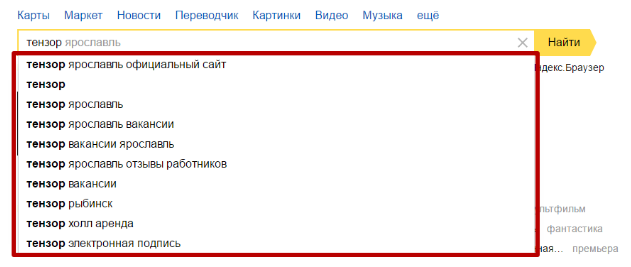 Карты Маркет Новости Переводчик Картинки Видео Музыка ещё
тензор ярославль Найти
тензор ярославль официальный сайт
ндекс.Браузер
тензор
тензор ярославль
тензор ярославль вакансии
тензор вакансии ярославль
тензор ярославль отзывы работников
тензор вакансии
тензор рыбинск
льтфильм
тензор холл аренда
фантастика
тензор электронная подпись
ная... премьера